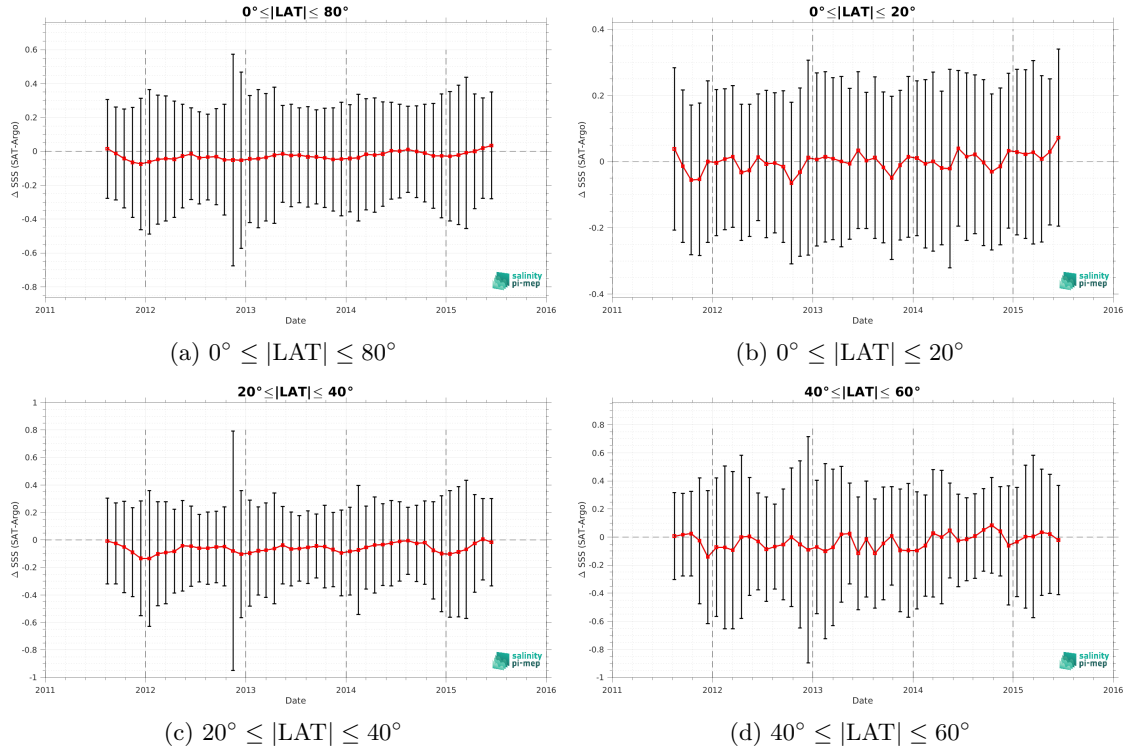 0°≤|LAT|≤ 80°
0.6
0.4
0.2
0
-0.2
-0.4
-0.6
-0.8
Δ SSS (SAT-Argo)
2011
2012
2013
2014
2015
2016
Date
salinity
pi-mep
(a) 0° ≤ |LAT| ≤ 80°
0°≤|LAT|≤ 20°
0.4
0.2
0
-0.2
-0.4
Δ SSS (SAT-Argo)
2011
2012
2013
2014
2015
2016
Date
salinity
pi-mep
(b) 0° ≤ |LAT| ≤ 20°
20°≤|LAT|≤ 40°
1
0.8
0.6
0.4
0.2
0
-0.2
-0.4
-0.6
-0.8
-1
Δ SSS (SAT-Argo)
2011
2012
2013
2014
2015
2016
Date
salinity
pi-mep
(c) 20° ≤ |LAT| ≤ 40°
40°≤|LAT|≤ 60°
0.8
0.6
0.4
0.2
0
-0.2
-0.4
-0.6
-0.8
-1
Δ SSS (SAT-Argo)
2011
2012
2013
2014
2015
2016
Date
salinity
pi-mep
(d) 40° ≤ |LAT| ≤ 60°